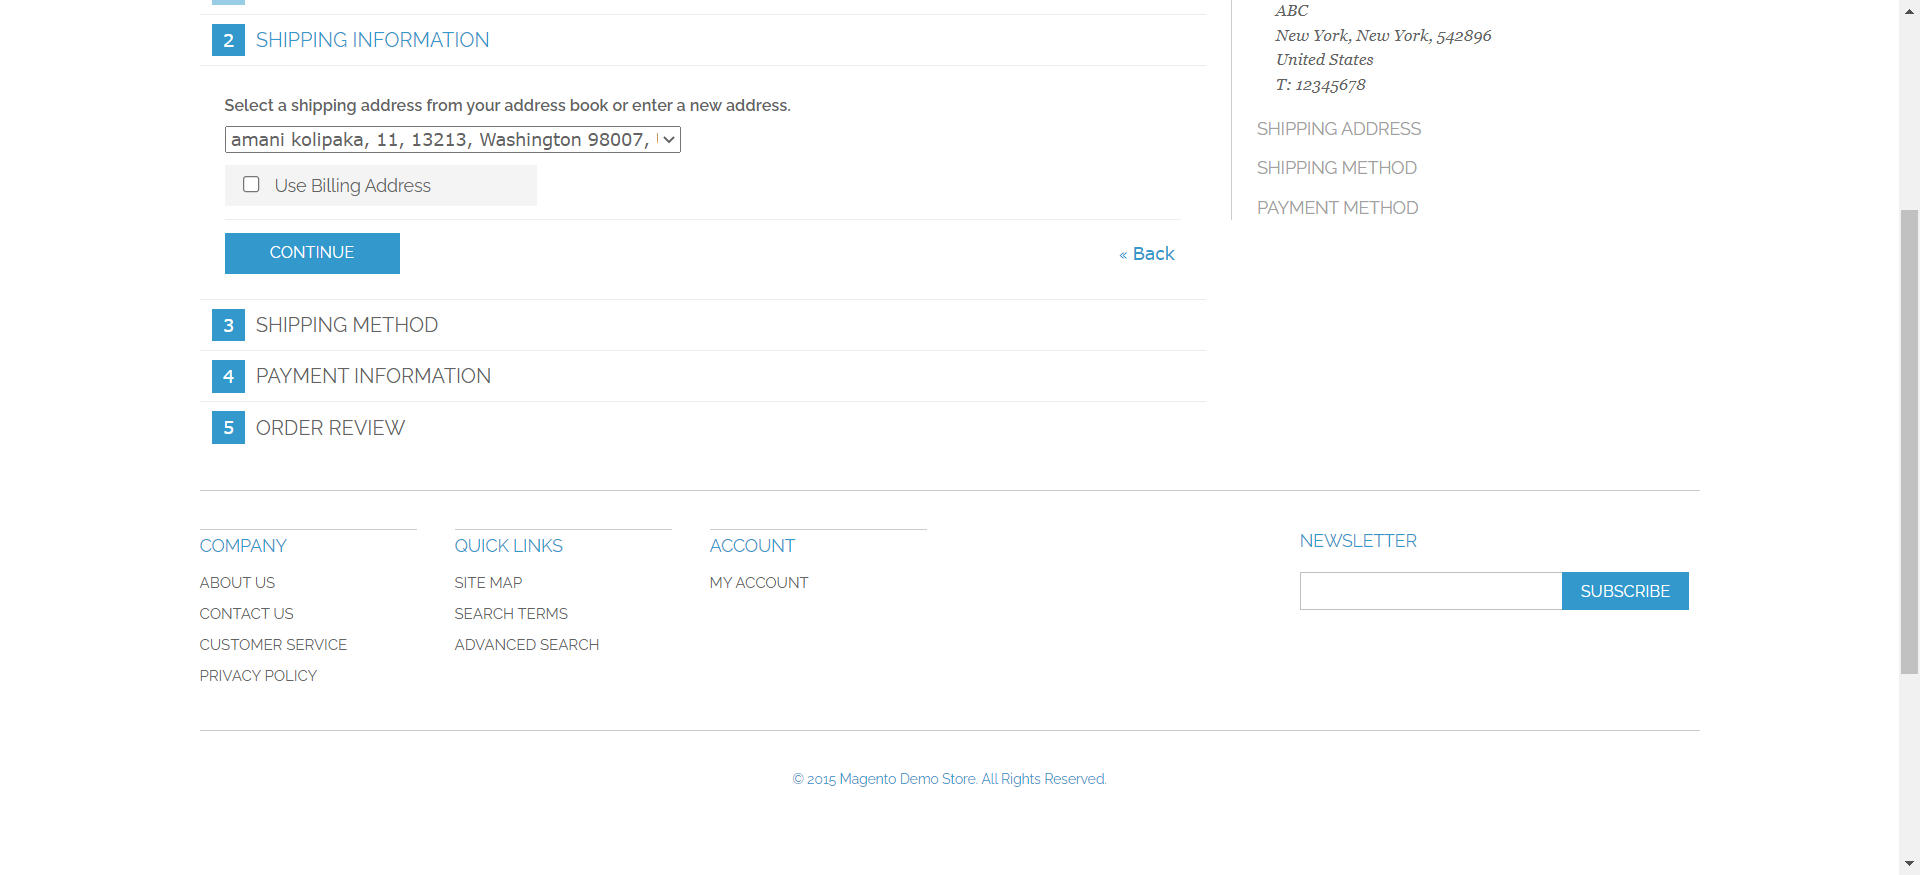 2 SHIPPING INFORMATION
Select a shipping address from your address book or enter a new address.
amani kolipaka, 11, 13213, Washington 98007,
Use Billing Address
CONTINUE
« Back
3 SHIPPING METHOD
4 PAYMENT INFORMATION
5 ORDER REVIEW
ABC
New York, New York, 542896
United States
T: 12345678
SHIPPING ADDRESS
SHIPPING METHOD
PAYMENT METHOD
COMPANY
ABOUT US
CONTACT US
CUSTOMER SERVICE
PRIVACY POLICY
QUICK LINKS
SITE MAP
SEARCH TERMS
ADVANCED SEARCH
ACCOUNT
MY ACCOUNT
NEWSLETTER
SUBSCRIBE
© 2015 Magento Demo Store. All Rights Reserved.